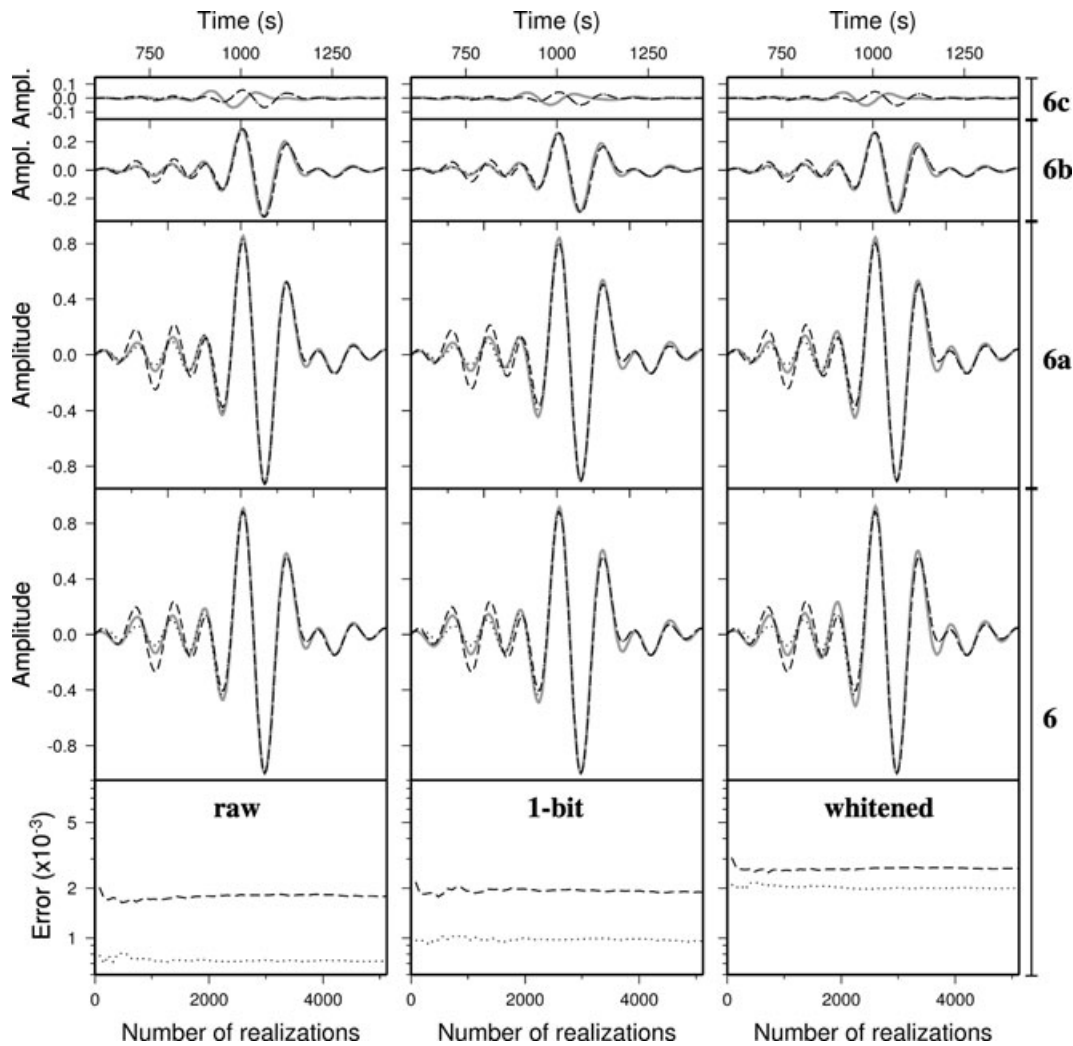 Time (s) Time (s) Time (s)
750 1000 1250 750 1000 1250 750 1000 1250
Ampl.
0.1
0.0
-0.1
6c
Ampl.
0.2
0.0
-0.2
6b
Amplitude
0.8
0.4
0.0
-0.4
-0.8
6a
Amplitude
0.8
0.4
0.0
-0.4
-0.8
6
raw 1-bit whitened
Error (x10-3)
5
2
1
0 2000 4000 0 2000 4000 0 2000 4000
Number of realizations Number of realizations Number of realizations